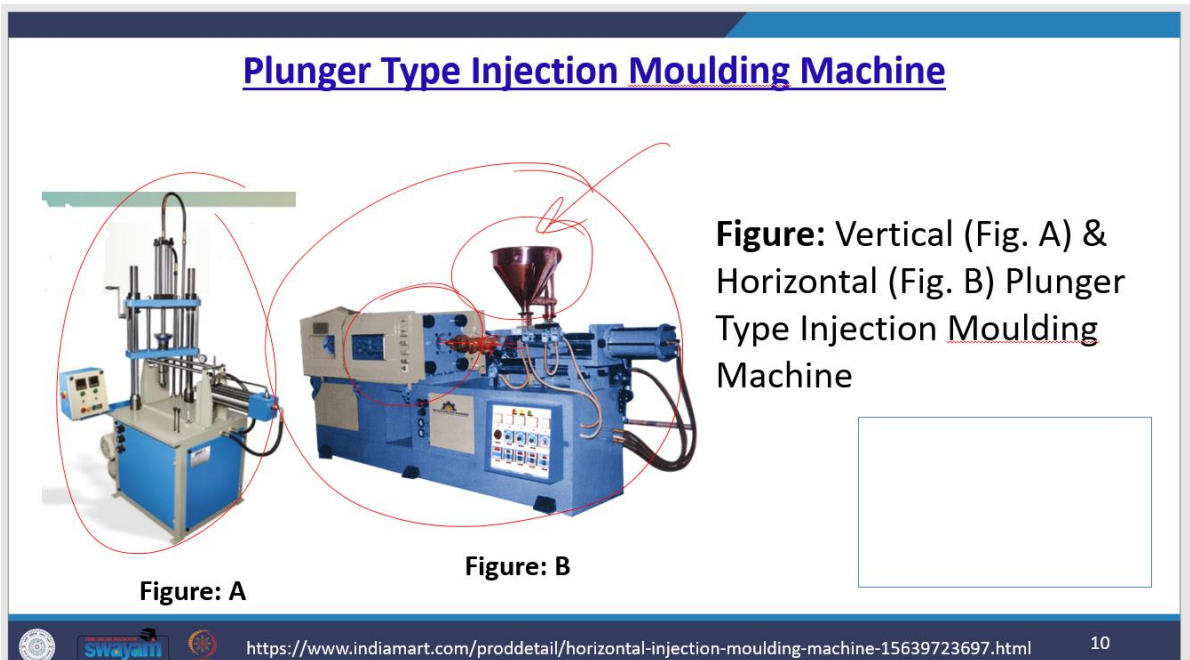 Plunger Type Injection Moulding Machine
Figure: Vertical (Fig. A) &
Horizontal (Fig. B) Plunger
Type Injection Moulding
Machine
Figure: B
Figure: A
swayam
https://www.indiamart.com/proddetail/horizontal-injection-moulding-machine-15639723697.html
10